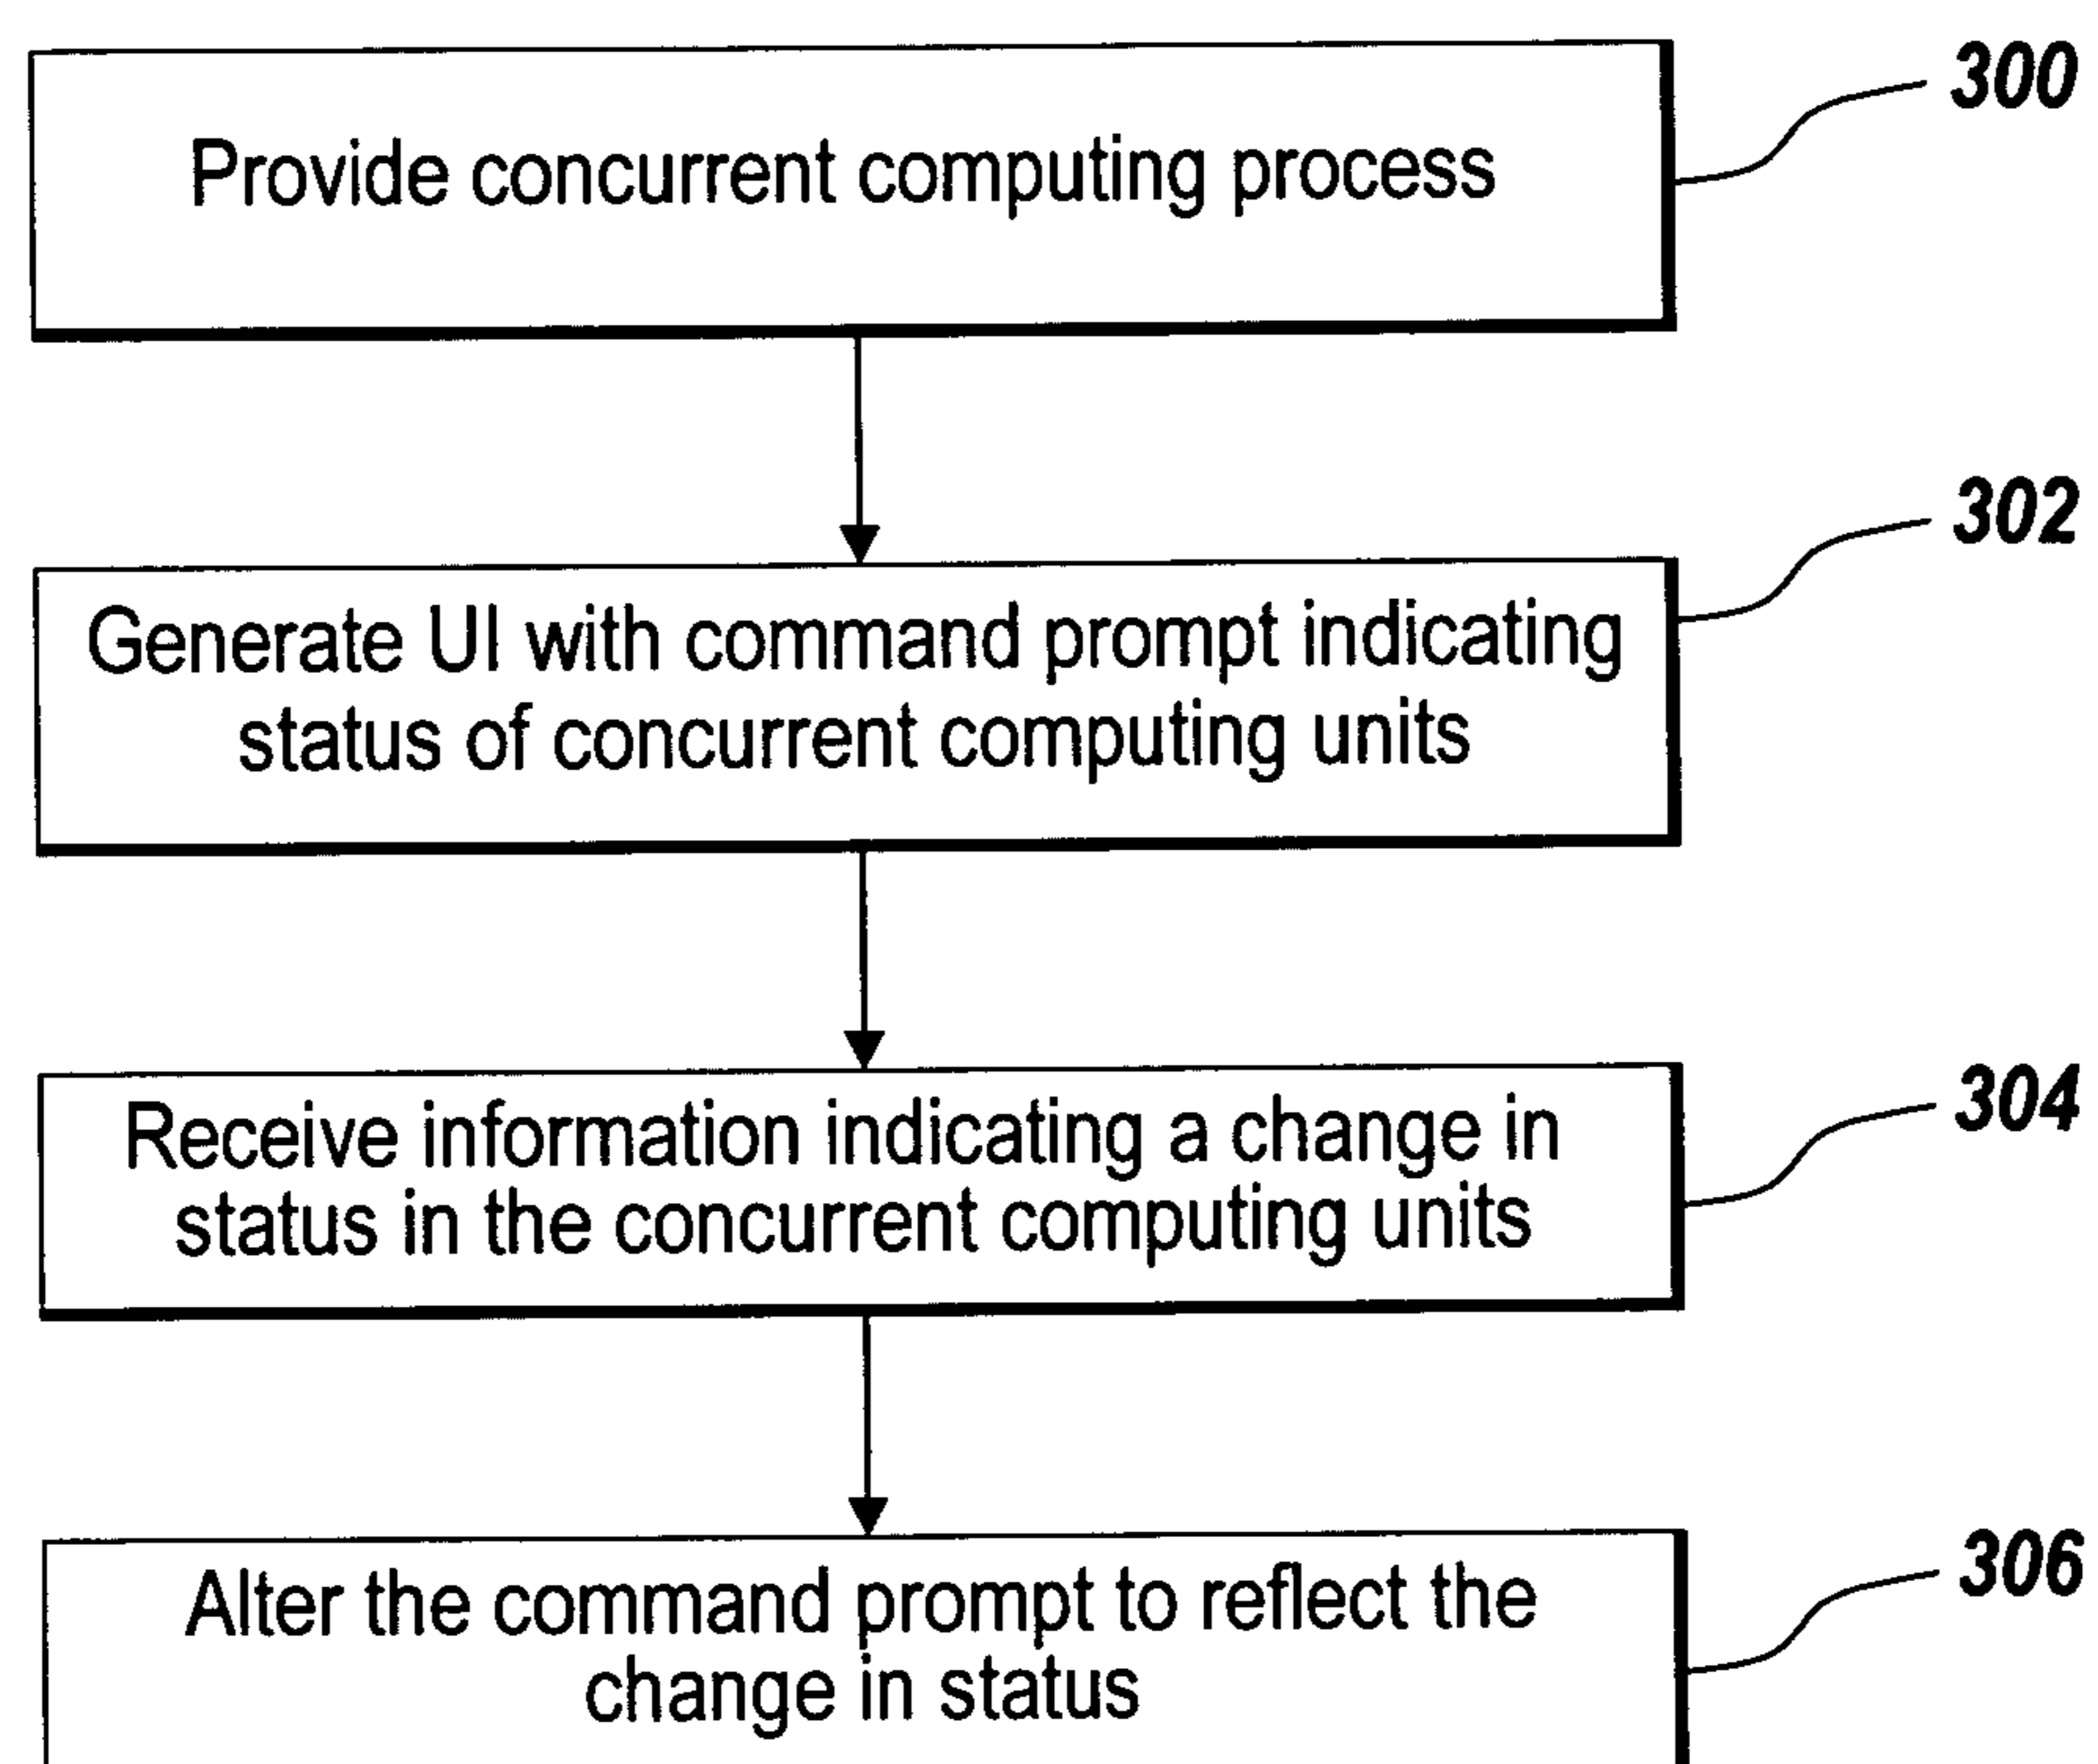 300
Provide concurrent computing process
302
Generate UI with command prompt indicating
status of concurrent computing units
304
Receive information indicating a change in
status in the concurrent computing units
306
Alter the command prompt to reflect the
change in status